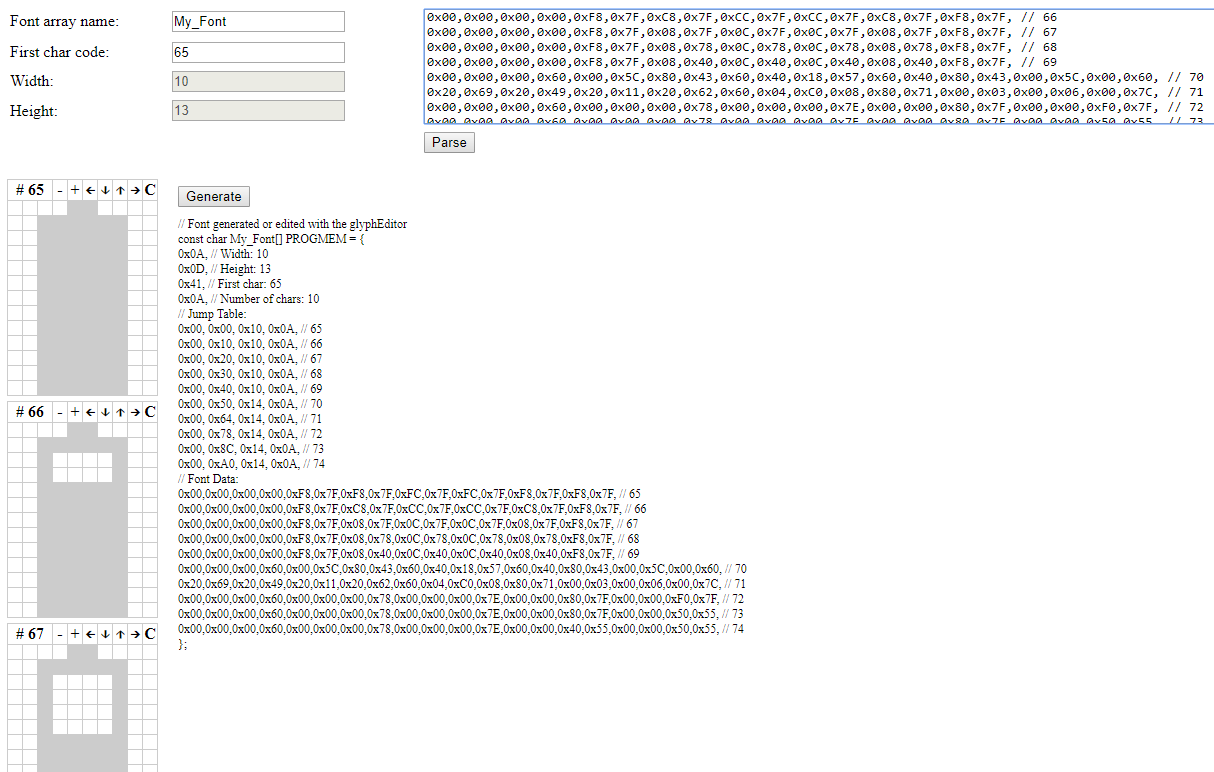 Font array name: My_Font
First char code: 65
Width: 10
Height: 13
0x00,0x00,0x00,0x00,0xF8,0x7F,0xC8,0x7F,0xCC,0x7F,0xCC,0x7F,0xC8,0x7F,0xF8,0x7F, // 66
0x00,0x00,0x00,0x00,0xF8,0x7F,0x08,0x7F,0x0C,0x7F,0x0C,0x7F,0x08,0x7F,0xF8,0x7F, // 67
0x00,0x00,0x00,0x00,0xF8,0x7F,0x08,0x78,0x0C,0x78,0x0C,0x78,0x08,0x78,0xF8,0x7F, // 68
0x00,0x00,0x00,0x00,0xF8,0x7F,0x08,0x40,0x0C,0x40,0x0C,0x40,0x08,0x40,0xF8,0x7F, // 69
0x00,0x00,0x00,0x60,0x00,0x5C,0x80,0x43,0x60,0x40,0x18,0x57,0x60,0x40,0x80,0x43,0x00,0x5C,0x00,0x60, // 70
0x20,0x69,0x20,0x49,0x20,0x11,0x20,0x62,0x60,0x04,0xC0,0x08,0x80,0x71,0x00,0x03,0x00,0x06,0x00,0x7C, // 71
0x00,0x00,0x00,0x60,0x00,0x00,0x00,0x78,0x00,0x00,0x00,0x7E,0x00,0x00,0x80,0x7F,0x00,0x00,0xF0,0x7F, // 72
0x00,0x00,0x00,0x60,0x00,0x00,0x00,0x78,0x00,0x00,0x00,0x7E,0x00,0x00,0x80,0x7F,0x00,0x00,0x50,0x55, // 73
Parse
# 65 - + ← ↓ ↑ → C
Generate
// Font generated or edited with the glyphEditor
const char My_Font[] PROGMEM = {
0x0A, // Width: 10
0x0D, // Height: 13
0x41, // First char: 65
0x0A, // Number of chars: 10
// Jump Table:
0x00, 0x00, 0x10, 0x0A, // 65
0x00, 0x10, 0x10, 0x0A, // 66
0x00, 0x20, 0x10, 0x0A, // 67
0x00, 0x30, 0x10, 0x0A, // 68
0x00, 0x40, 0x10, 0x0A, // 69
0x00, 0x50, 0x14, 0x0A, // 70
0x00, 0x64, 0x14, 0x0A, // 71
0x00, 0x78, 0x14, 0x0A, // 72
0x00, 0x8C, 0x14, 0x0A, // 73
0x00, 0xA0, 0x14, 0x0A, // 74
// Font Data:
0x00,0x00,0x00,0x00,0xF8,0x7F,0xF8,0x7F,0xFC,0x7F,0xFC,0x7F,0xF8,0x7F,0xF8,0x7F, // 65
0x00,0x00,0x00,0x00,0xF8,0x7F,0xC8,0x7F,0xCC,0x7F,0xCC,0x7F,0xC8,0x7F,0xF8,0x7F, // 66
0x00,0x00,0x00,0x00,0xF8,0x7F,0x08,0x7F,0x0C,0x7F,0x0C,0x7F,0x08,0x7F,0xF8,0x7F, // 67
0x00,0x00,0x00,0x00,0xF8,0x7F,0x08,0x78,0x0C,0x78,0x0C,0x78,0x08,0x78,0xF8,0x7F, // 68
0x00,0x00,0x00,0x00,0xF8,0x7F,0x08,0x40,0x0C,0x40,0x0C,0x40,0x08,0x40,0xF8,0x7F, // 69
0x00,0x00,0x00,0x60,0x00,0x5C,0x80,0x43,0x60,0x40,0x18,0x57,0x60,0x40,0x80,0x43,0x00,0x5C,0x00,0x60, // 70
0x20,0x69,0x20,0x49,0x20,0x11,0x20,0x62,0x60,0x04,0xC0,0x08,0x80,0x71,0x00,0x03,0x00,0x06,0x00,0x7C, // 71
0x00,0x00,0x00,0x60,0x00,0x00,0x00,0x78,0x00,0x00,0x00,0x7E,0x00,0x00,0x80,0x7F,0x00,0x00,0xF0,0x7F, // 72
0x00,0x00,0x00,0x60,0x00,0x00,0x00,0x78,0x00,0x00,0x00,0x7E,0x00,0x00,0x80,0x7F,0x00,0x00,0x50,0x55, // 73
0x00,0x00,0x00,0x60,0x00,0x00,0x00,0x78,0x00,0x00,0x00,0x7E,0x00,0x00,0x40,0x55,0x00,0x00,0x50,0x55, // 74
};
# 66 - + ← ↓ ↑ → C
# 67 - + ← ↓ ↑ → C